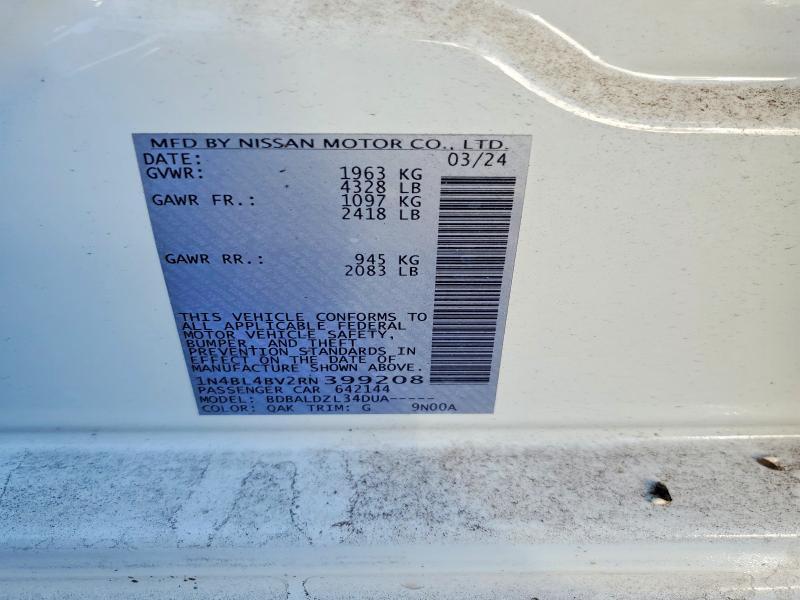 MFD BY NISSAN MOTOR CO., LTD.
DATE: 03/24
GVWR: 1963 KG
4328 LB
GAWR FR.: 1097 KG
2418 LB
GAWR RR.: 945 KG
2083 LB
THIS VEHICLE CONFORMS TO
ALL APPLICABLE FEDERAL
MOTOR VEHICLE SAFETY,
BUMPER, AND THEFT
PREVENTION STANDARDS IN
EFFECT ON THE DATE OF
MANUFACTURE SHOWN ABOVE.
1N4BL4BV2RN399208
PASSENGER CAR 642144
MODEL: BDBALDZL34DUA-----
COLOR: QAK TRIM: G 9N00A